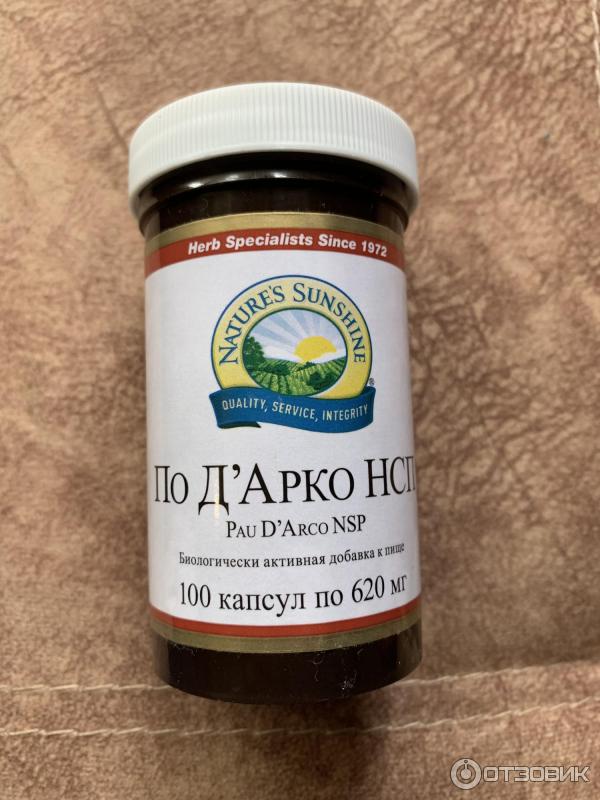 Herb Specialists Since 1972
NATURE'S SUNSHINE
®
QUALITY, SERVICE, INTEGRITY
По Д'Арко НСП
PAU D'ARCO NSP
Биологически активная добавка к пище
100 капсул по 620 мг
ОТЗОВИК